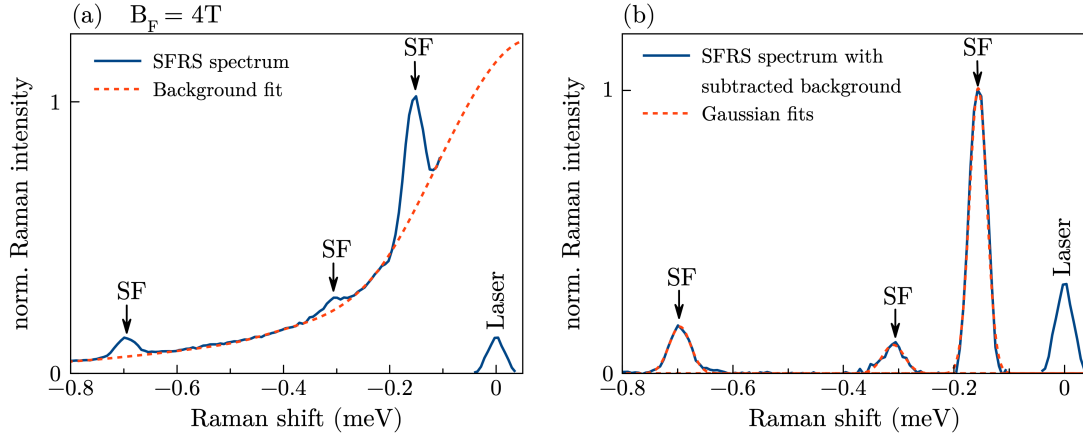 (a) B_F = 4T
SFRS spectrum
Background fit
SF
SF
SF
Laser
1
0
norm. Raman intensity
−0.8 −0.6 −0.4 −0.2 0
Raman shift (meV)
(b)
SFRS spectrum with
subtracted background
Gaussian fits
SF
SF
SF
Laser
1
0
norm. Raman intensity
−0.8 −0.6 −0.4 −0.2 0
Raman shift (meV)